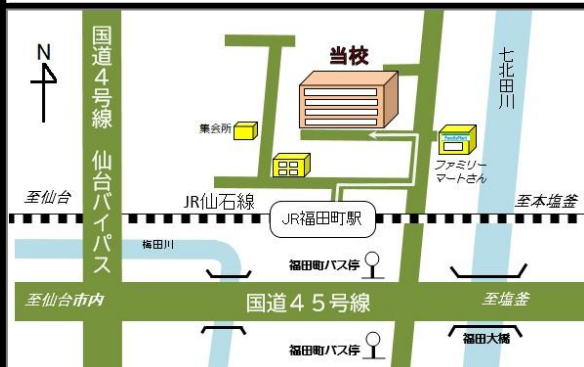 N
国道4号線 仙台バイパス
当校
七北田川
集会所
FamilyMart
ファミリー
マートさん
至仙台
JR仙石線
JR福田町駅
至本塩釜
梅田川
福田町バス停
至仙台市内
国道45号線
至塩釜
福田町バス停
福田大橋